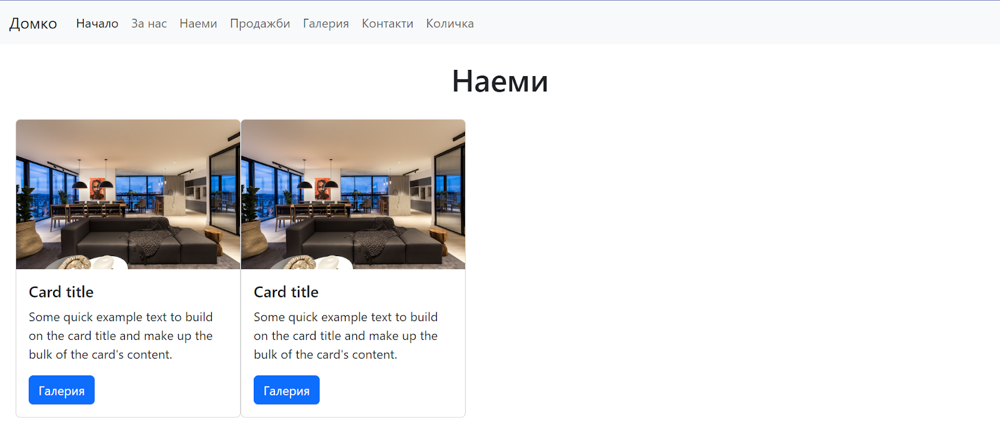 Домко Начало За нас Наеми Продажби Галерия Контакти Количка
Наеми
Card title
Some quick example text to build
on the card title and make up the
bulk of the card's content.
Галерия
Card title
Some quick example text to build
on the card title and make up the
bulk of the card's content.
Галерия